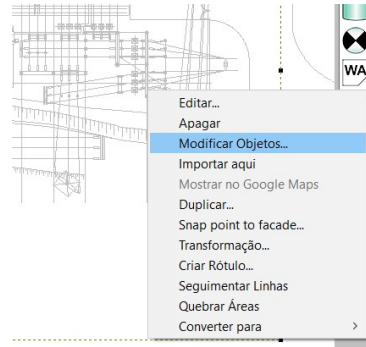 WA
Editar...
Apagar
Modificar Objetos...
Importar aqui
Mostrar no Google Maps
Duplicar...
Snap point to facade...
Transformação...
Criar Rótulo...
Seguimentar Linhas
Quebrar Áreas
Converter para